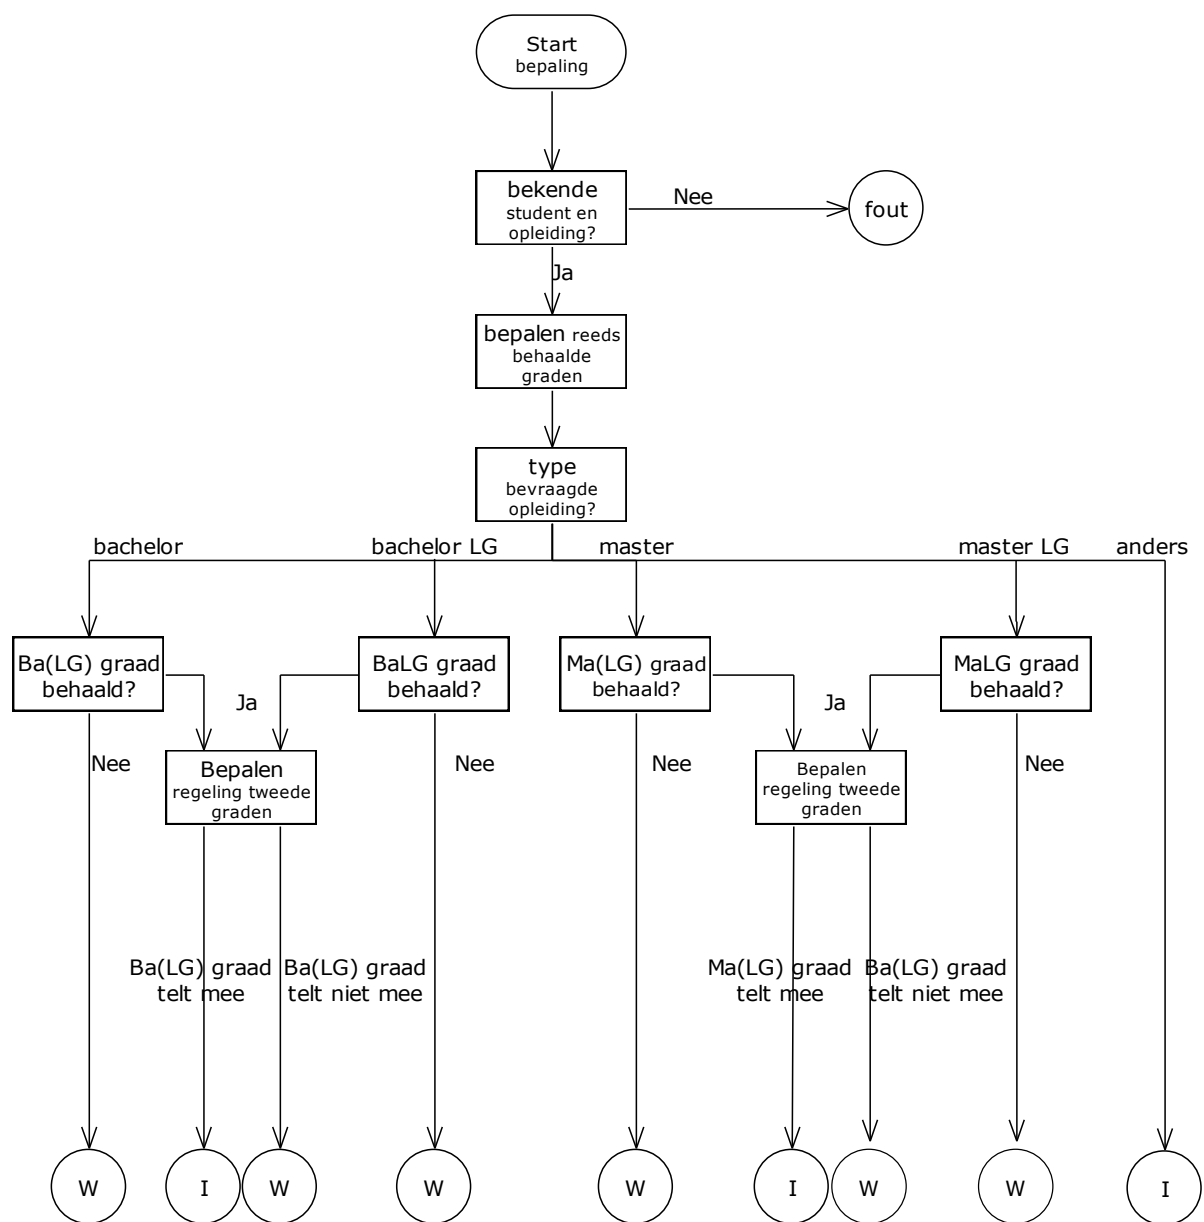 Start
bepaling
bekende
student en
opleiding?
Nee
fout
Ja
bepalen reeds
behaalde
graden
type
bevraagde
opleiding?
bachelor
bachelor LG
master
master LG
anders
Ba(LG) graad
behaald?
BaLG graad
behaald?
Ma(LG) graad
behaald?
MaLG graad
behaald?
Ja
Ja
Nee
Bepalen
regeling tweede
graden
Nee
Nee
Bepalen
regeling tweede
graden
Nee
Ba(LG) graad
telt mee
Ba(LG) graad
telt niet mee
Ma(LG) graad
telt mee
Ba(LG) graad
telt niet mee
W
I
W
W
W
I
W
W
I